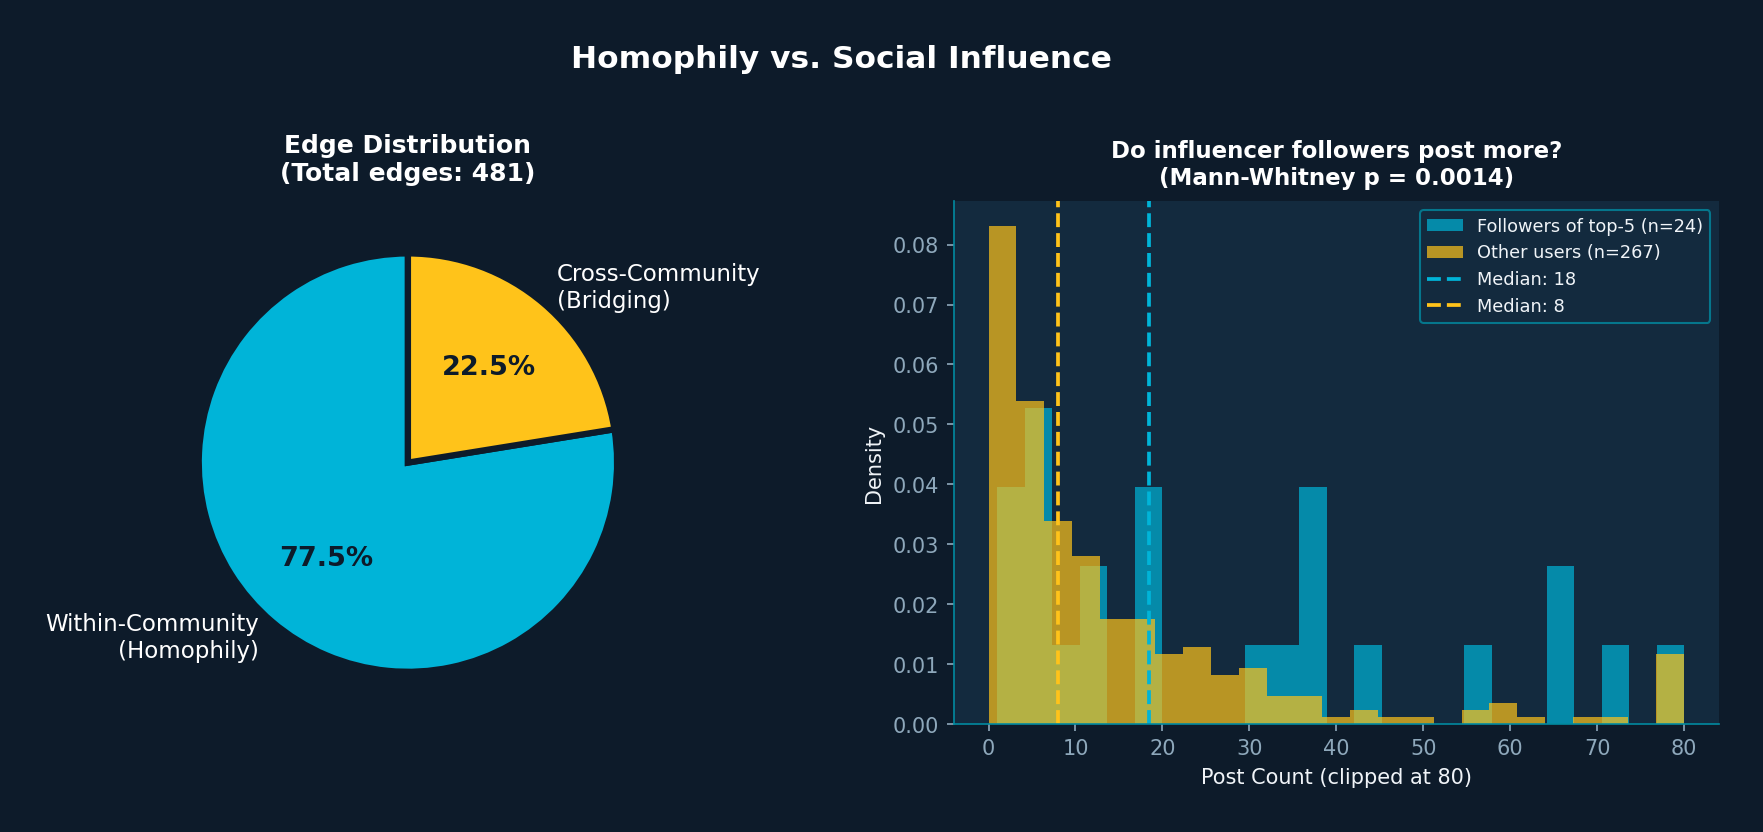 Homophily vs. Social Influence
Edge Distribution
(Total edges: 481)
Cross-Community
(Bridging)
22.5%
77.5%
Within-Community
(Homophily)
Do influencer followers post more?
(Mann-Whitney p = 0.0014)
Followers of top-5 (n=24)
Other users (n=267)
Median: 18
Median: 8
Density
0.08
0.07
0.06
0.05
0.04
0.03
0.02
0.01
0.00
0 10 20 30 40 50 60 70 80
Post Count (clipped at 80)